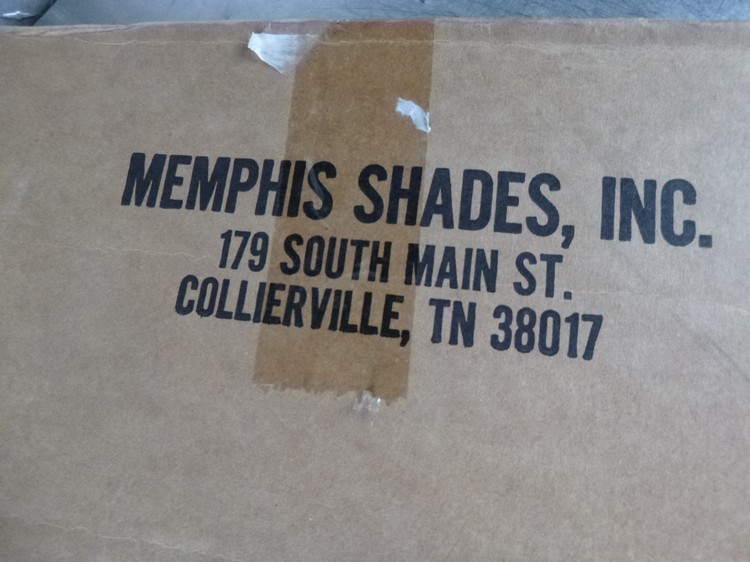 MEMPHIS SHADES, INC.
179 SOUTH MAIN ST.
COLLIERVILLE, TN 38017